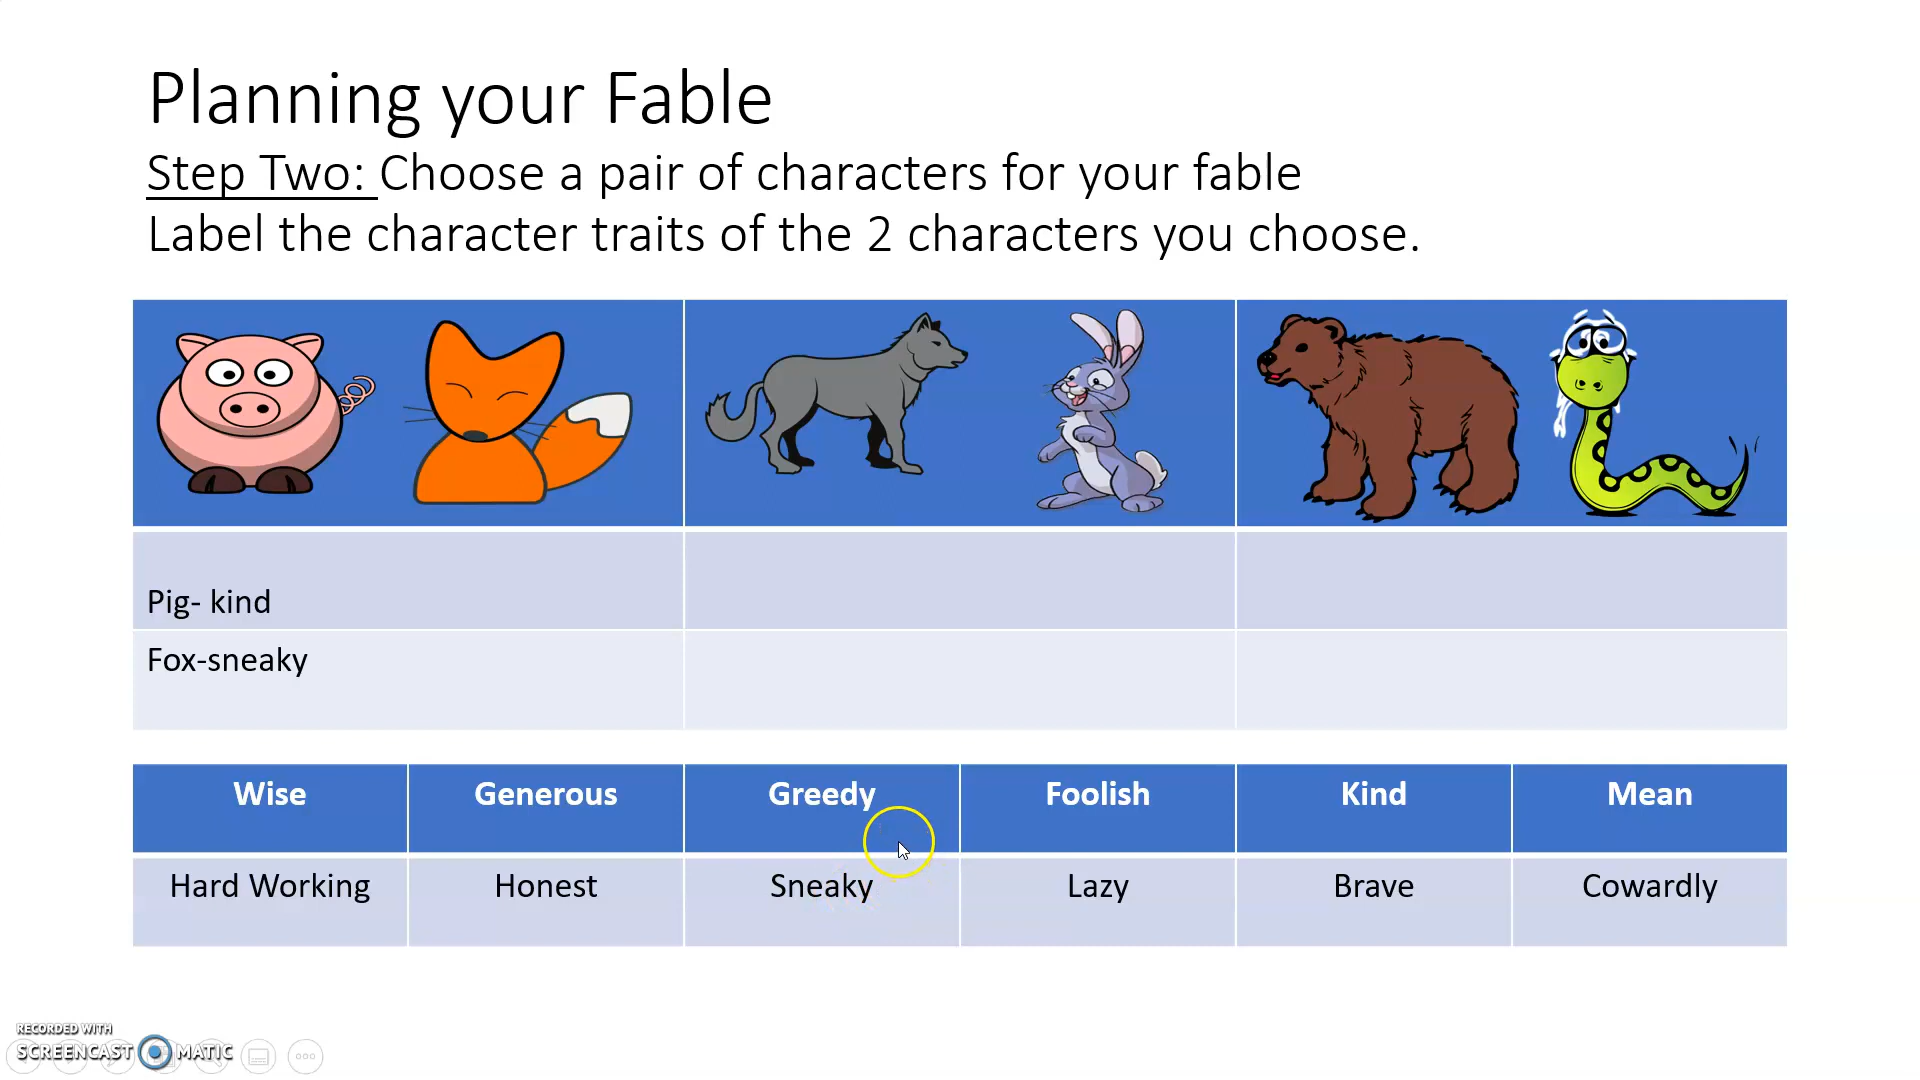 Planning your Fable
Step Two: Choose a pair of characters for your fable
Label the character traits of the 2 characters you choose.
Pig- kind
Fox-sneaky
Wise Generous Greedy Foolish Kind Mean
Hard Working Honest Sneaky Lazy Brave Cowardly
RECORDED WITH
SCREENCAST MATIC